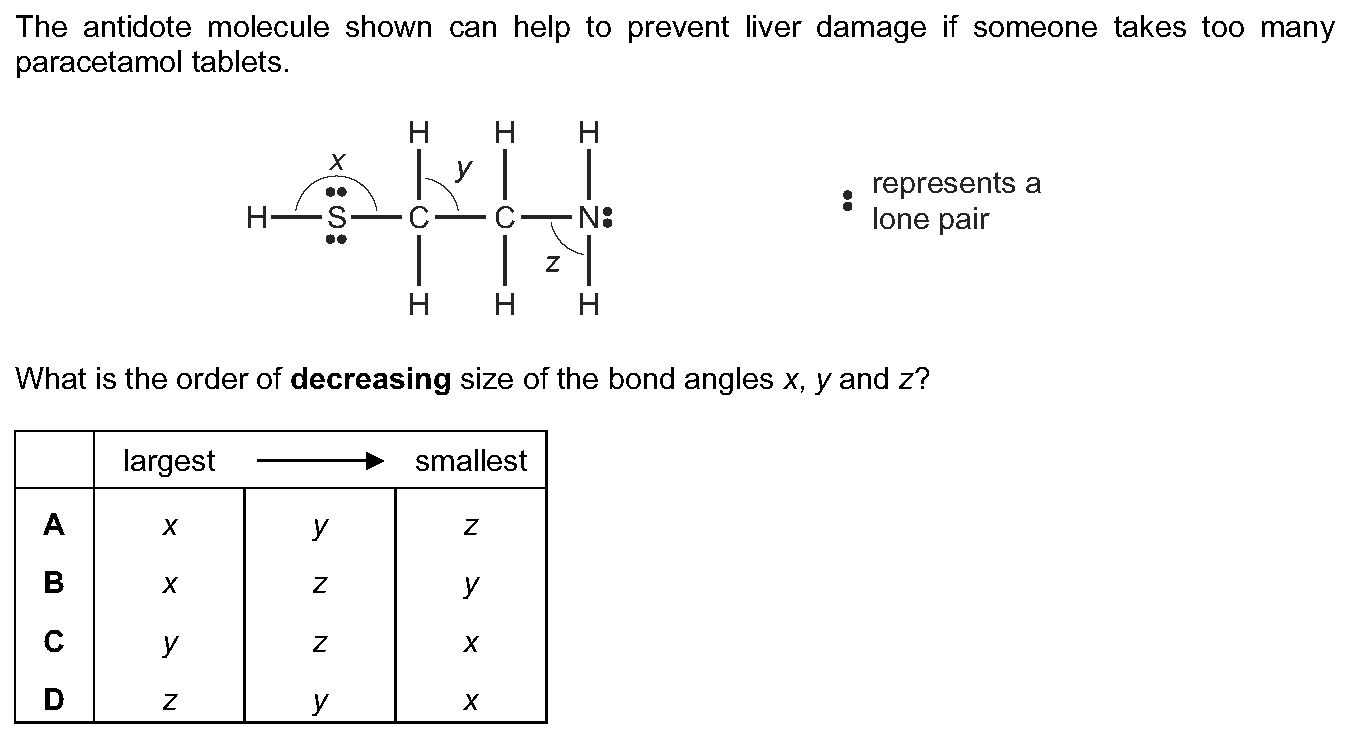 The antidote molecule shown can help to prevent liver damage if someone takes too many
paracetamol tablets.
H H H
x
y
H S C C N
z
H H H
represents a
lone pair
What is the order of decreasing size of the bond angles x, y and z?
largest smallest
A x y z
B x z y
C y z x
D z y x